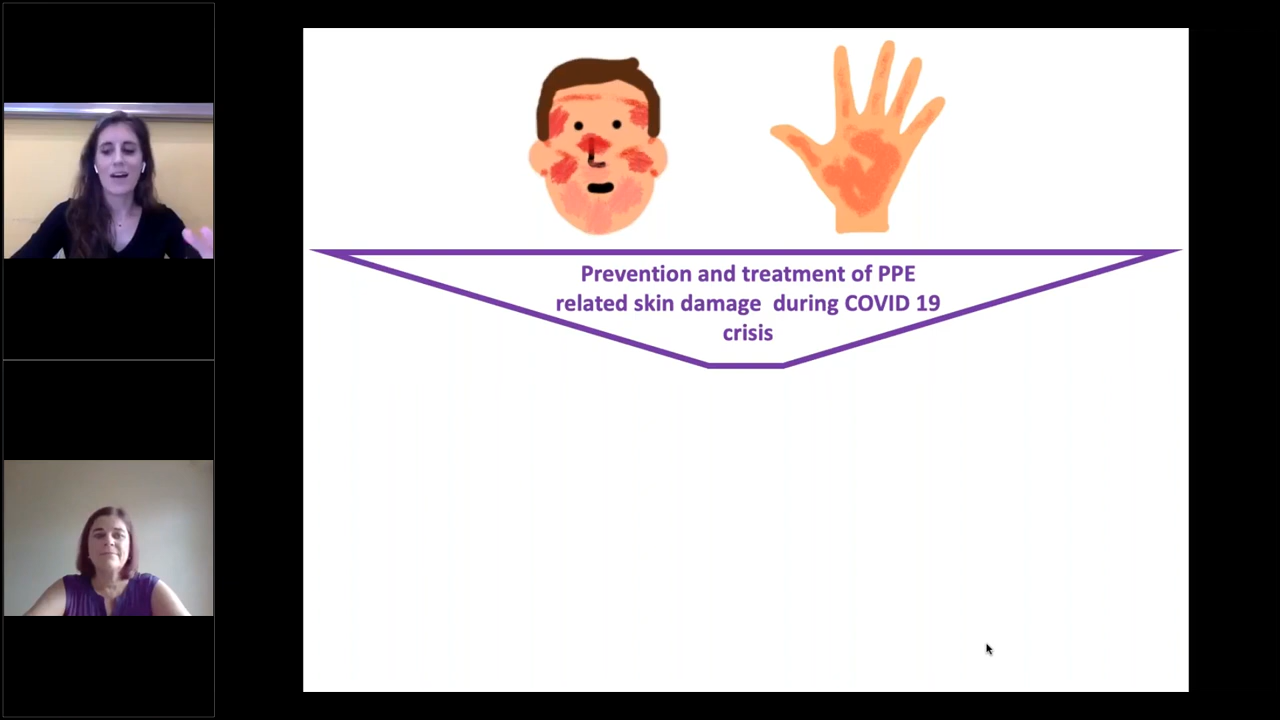 Prevention and treatment of PPE
related skin damage  during COVID 19
crisis